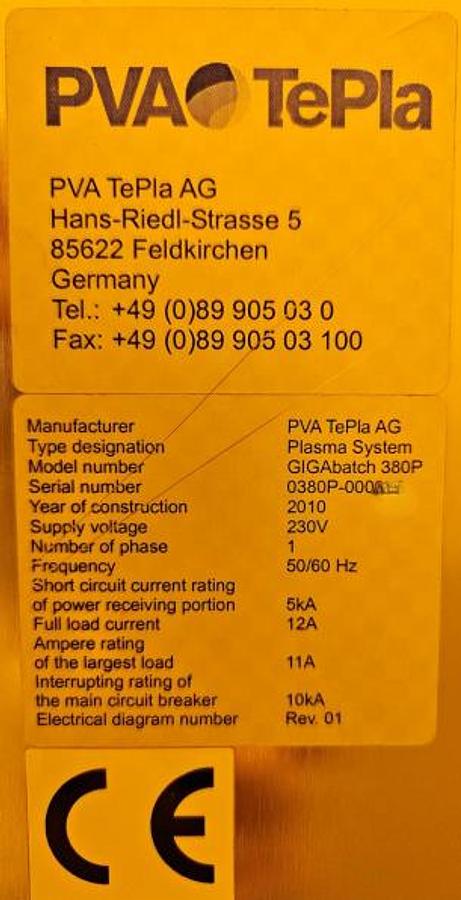 PVA TePla
PVA TePla AG
Hans-Riedl-Strasse 5
85622 Feldkirchen
Germany
Tel.: +49 (0)89 905 03 0
Fax: +49 (0)89 905 03 100
Manufacturer PVA TePla AG
Type designation Plasma System
Model number GIGAbatch 380P
Serial number
Year of construction 2010
Supply voltage 230V
Number of phase 1
Frequency 50/60 Hz
Short circuit current rating
of power receiving portion 5kA
Full load current 12A
Ampere rating
of the largest load 11A
Interrupting rating of
the main circuit breaker 10kA
Electrical diagram number Rev. 01
CE